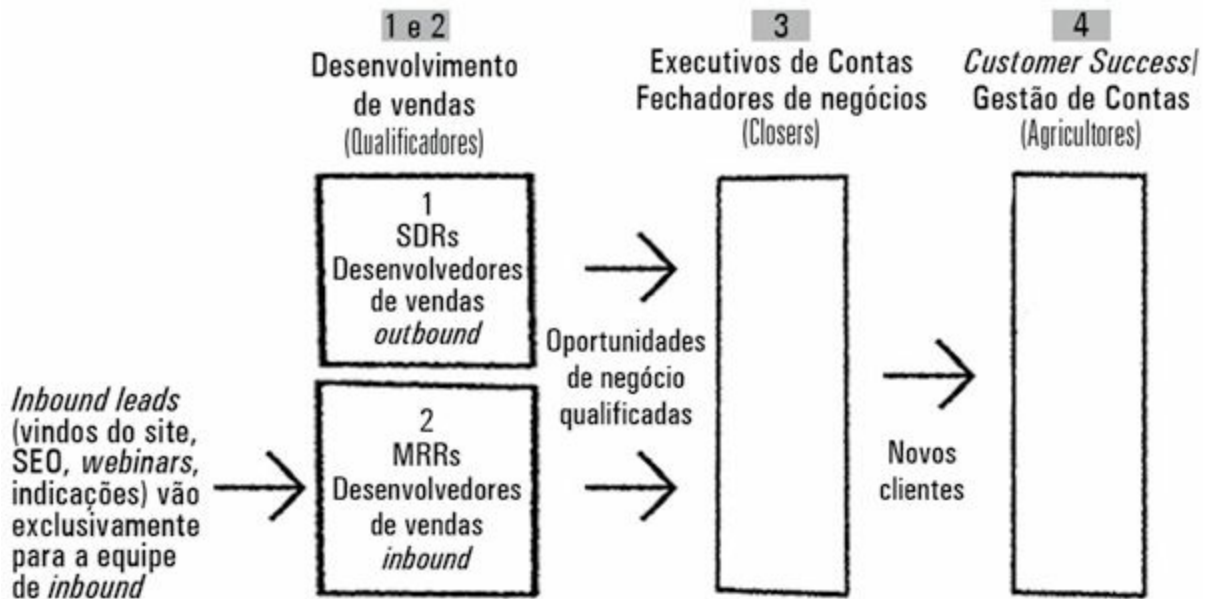 1 e 2
Desenvolvimento
de vendas
(Qualificadores)
3
Executivos de Contas
Fechadores de negócios
(Closers)
4
Customer Success/
Gestão de Contas
(Agricultores)
1
SDRs
Desenvolvedores
de vendas
outbound
Inbound leads
(vindos do site,
SEO, webinars,
indicações) vão
exclusivamente
para a equipe
de inbound
2
MRRs
Desenvolvedores
de vendas
inbound
Oportunidades
de negócio
qualificadas
Novos
clientes